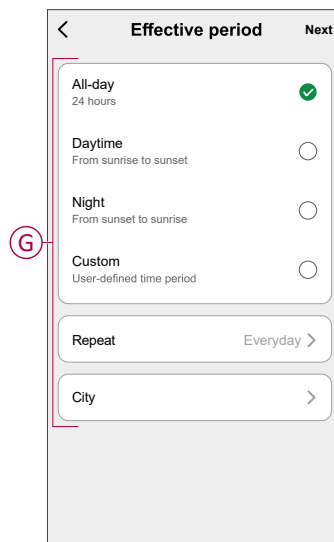 Effective period Next
All-day
24 hours
Daytime
From sunrise to sunset
Night
From sunset to sunrise
G
Custom
User-defined time period
Repeat Everyday
City